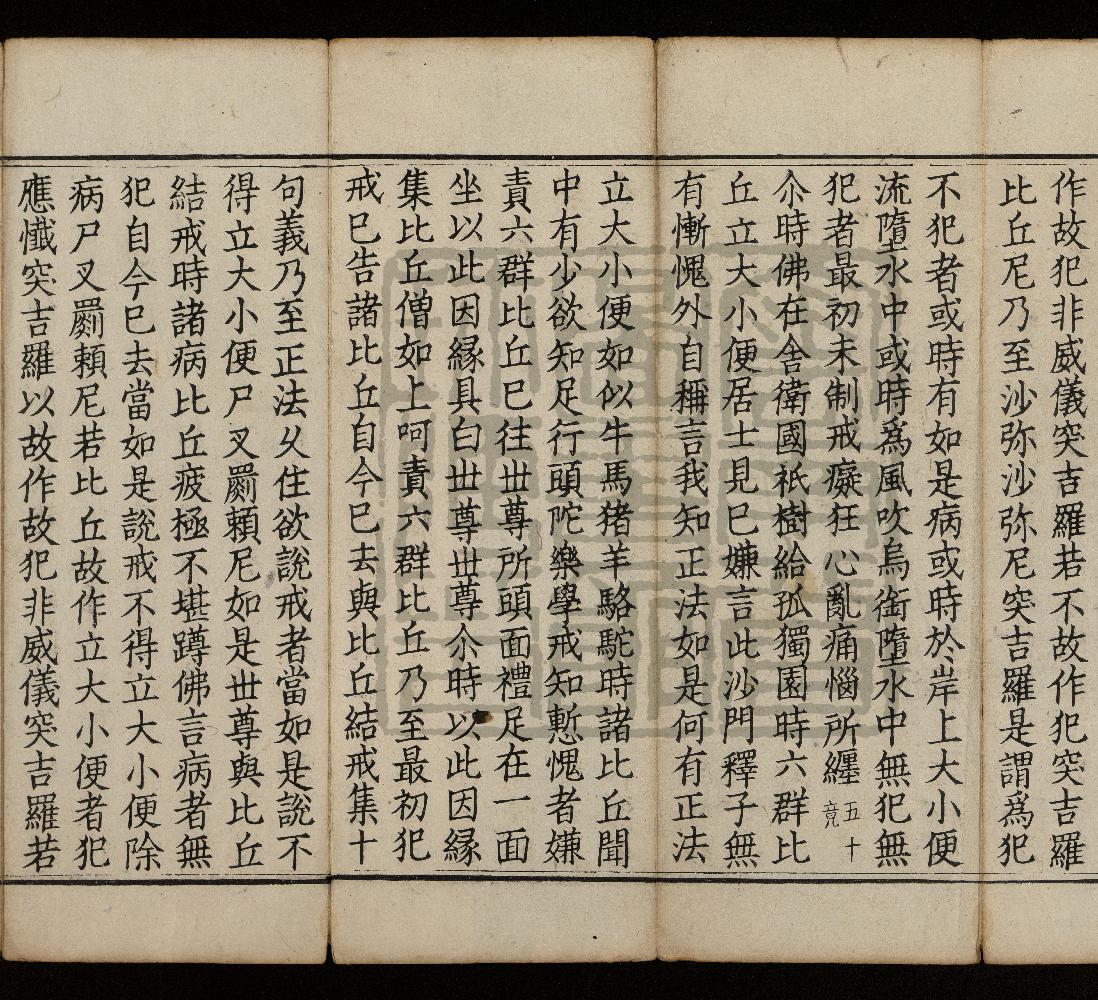 作故犯非威儀突吉羅若不故作犯突吉羅
比丘尼乃至沙弥沙弥尼突吉羅是謂為犯
不犯者或時有如是病或時於岸上大小便
流墮水中或時為風吹烏銜墮水中無犯無
犯者最初未制戒癡狂心亂痛惱所纏五十竟
尒時佛在舍衛國祇樹給孤獨園時六群比
丘立大小便居士見已嫌言此沙門釋子無
有慚愧外自稱言我知正法如是何有正法
立大小便如似牛馬猪羊駱駝時諸比丘聞
中有少欲知足行頭陀樂學戒知慙愧者嫌
責六群比丘已往世尊所頭面禮足在一面
坐以此因緣具白世尊世尊尒時以此因緣
集比丘僧如上呵責六群比丘乃至最初犯
戒已告諸比丘自今已去與比丘結戒集十
句義乃至正法久住欲說戒者當如是說不
得立大小便尸叉罽賴尼如是世尊與比丘
結戒時諸病比丘疲極不堪蹲佛言病者無
犯自今已去當如是說戒不得立大小便除
病尸叉罽賴尼若比丘故作立大小便者犯
應懺突吉羅以故作故犯非威儀突吉羅若